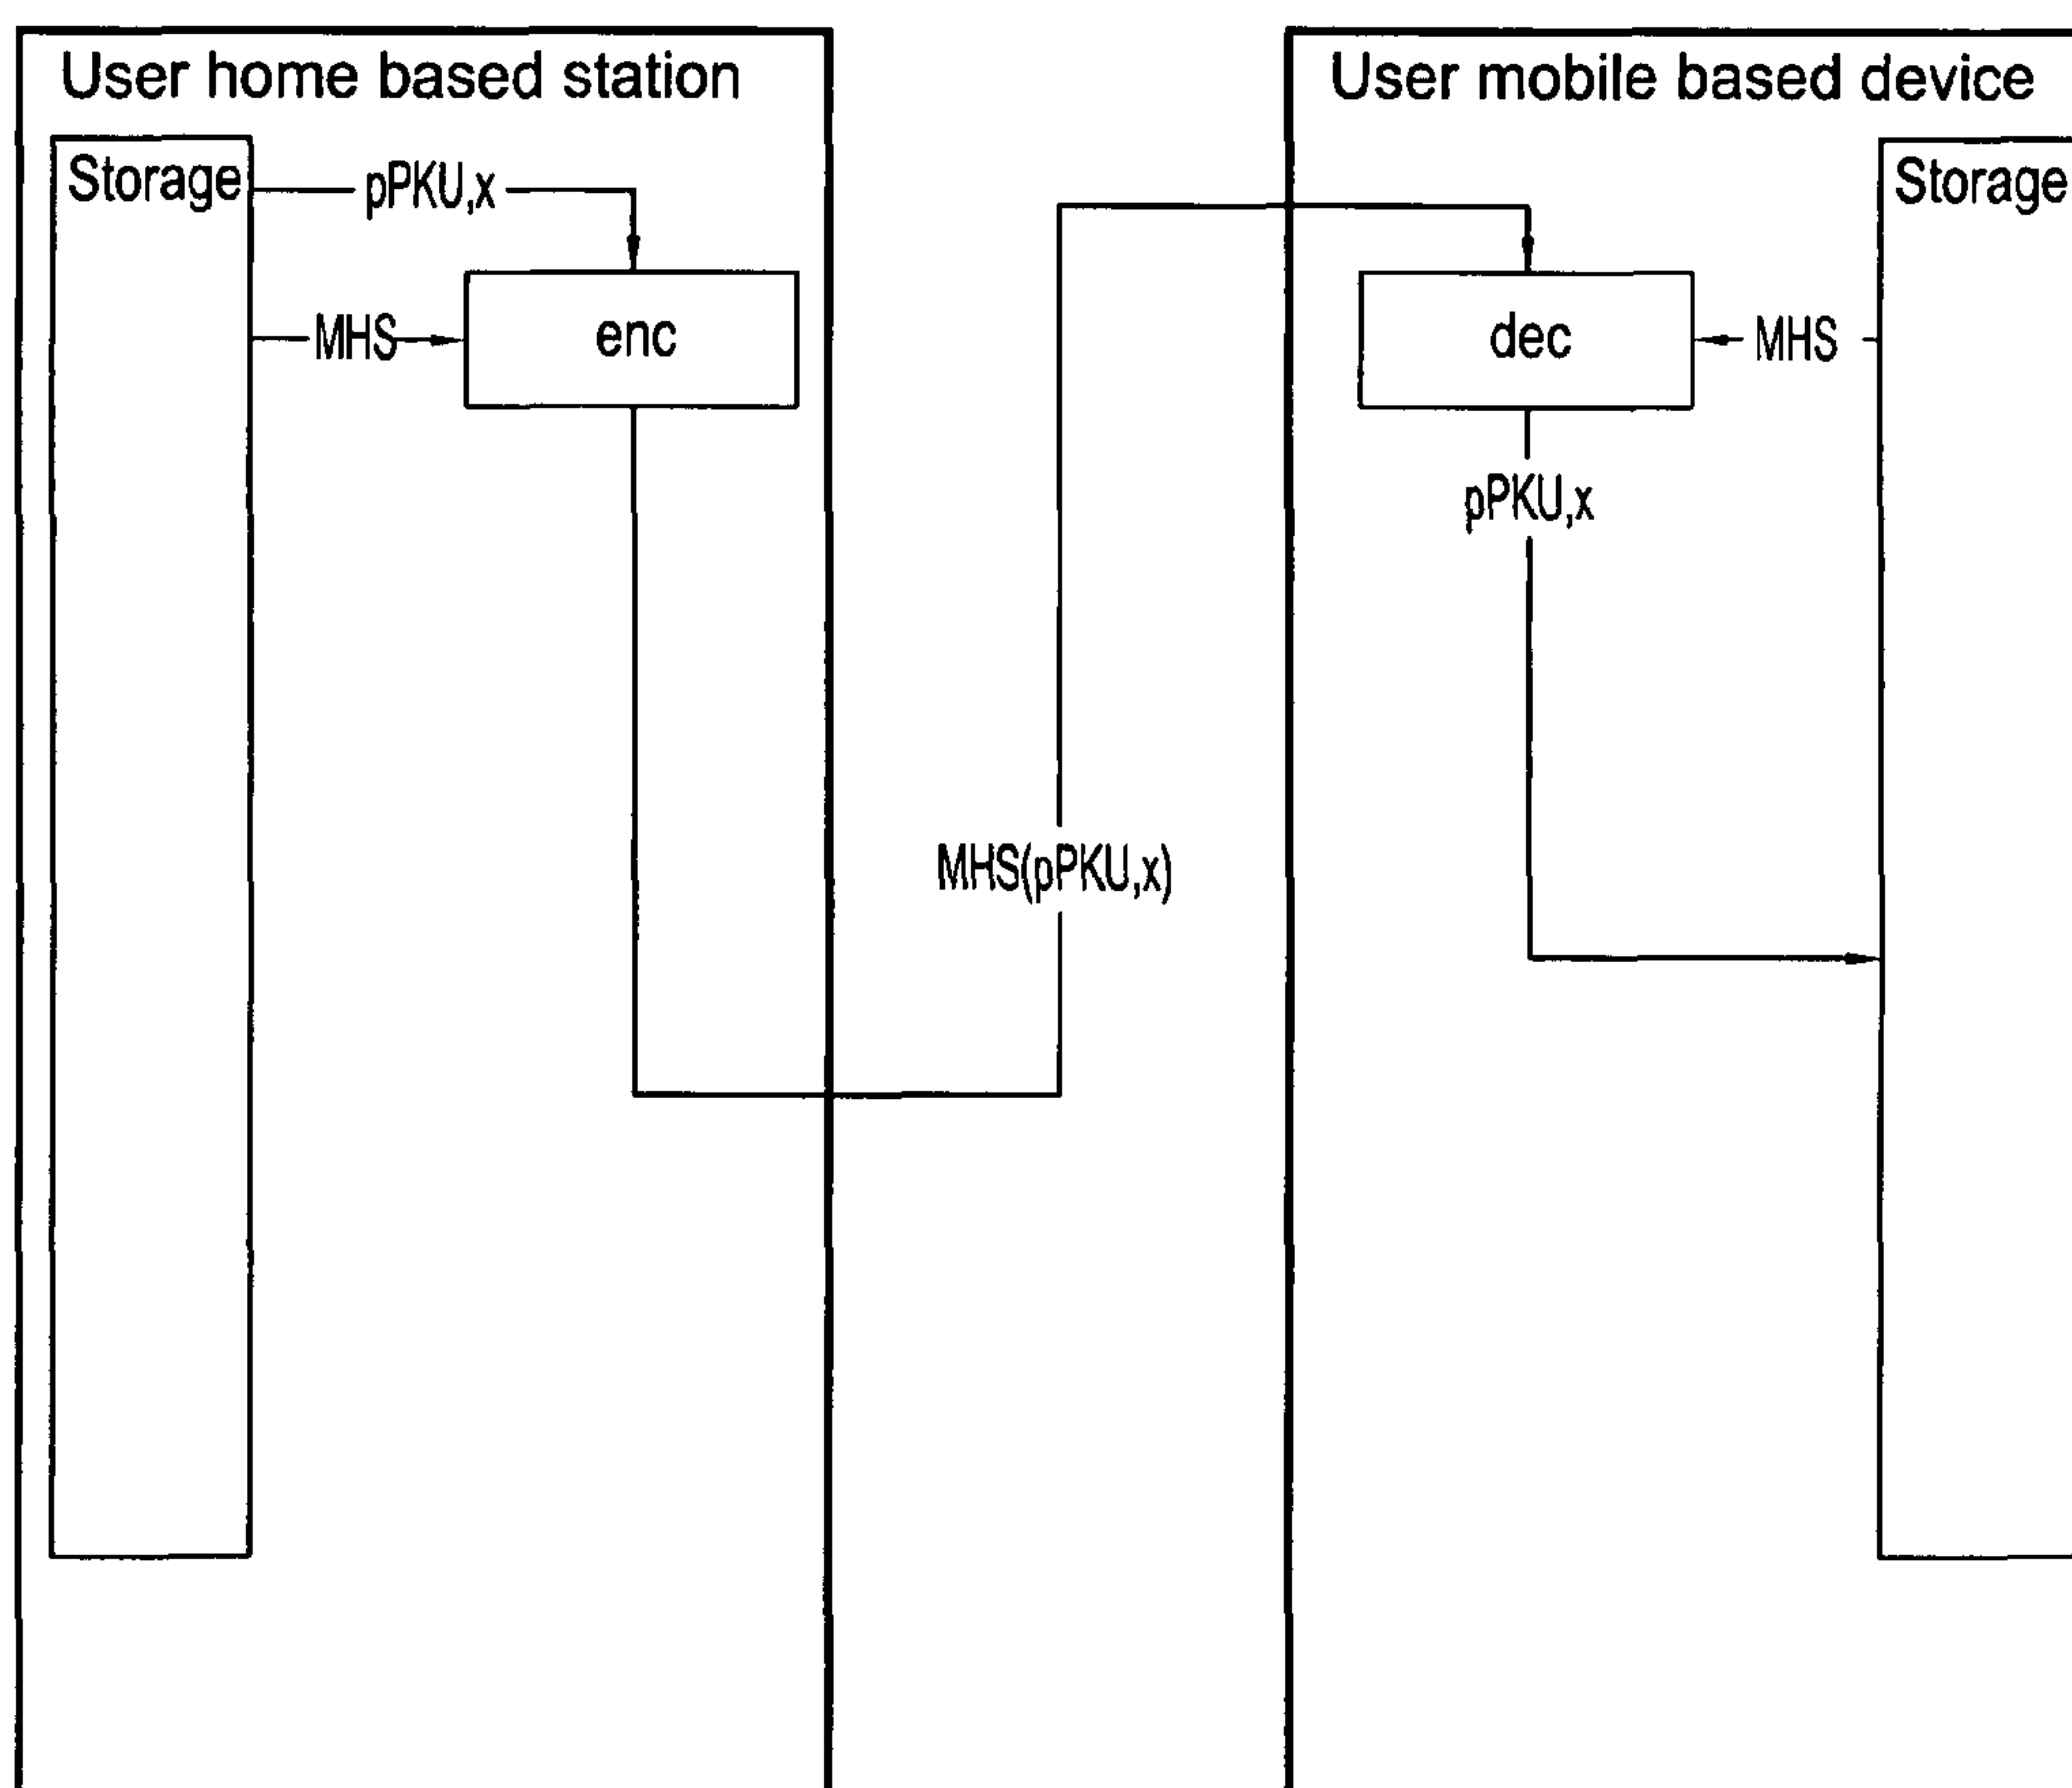 User home based station
Storage
pPKU,x
MHS
enc
MHS(pPKU,x)
User mobile based device
Storage
dec
MHS
pPKU,x